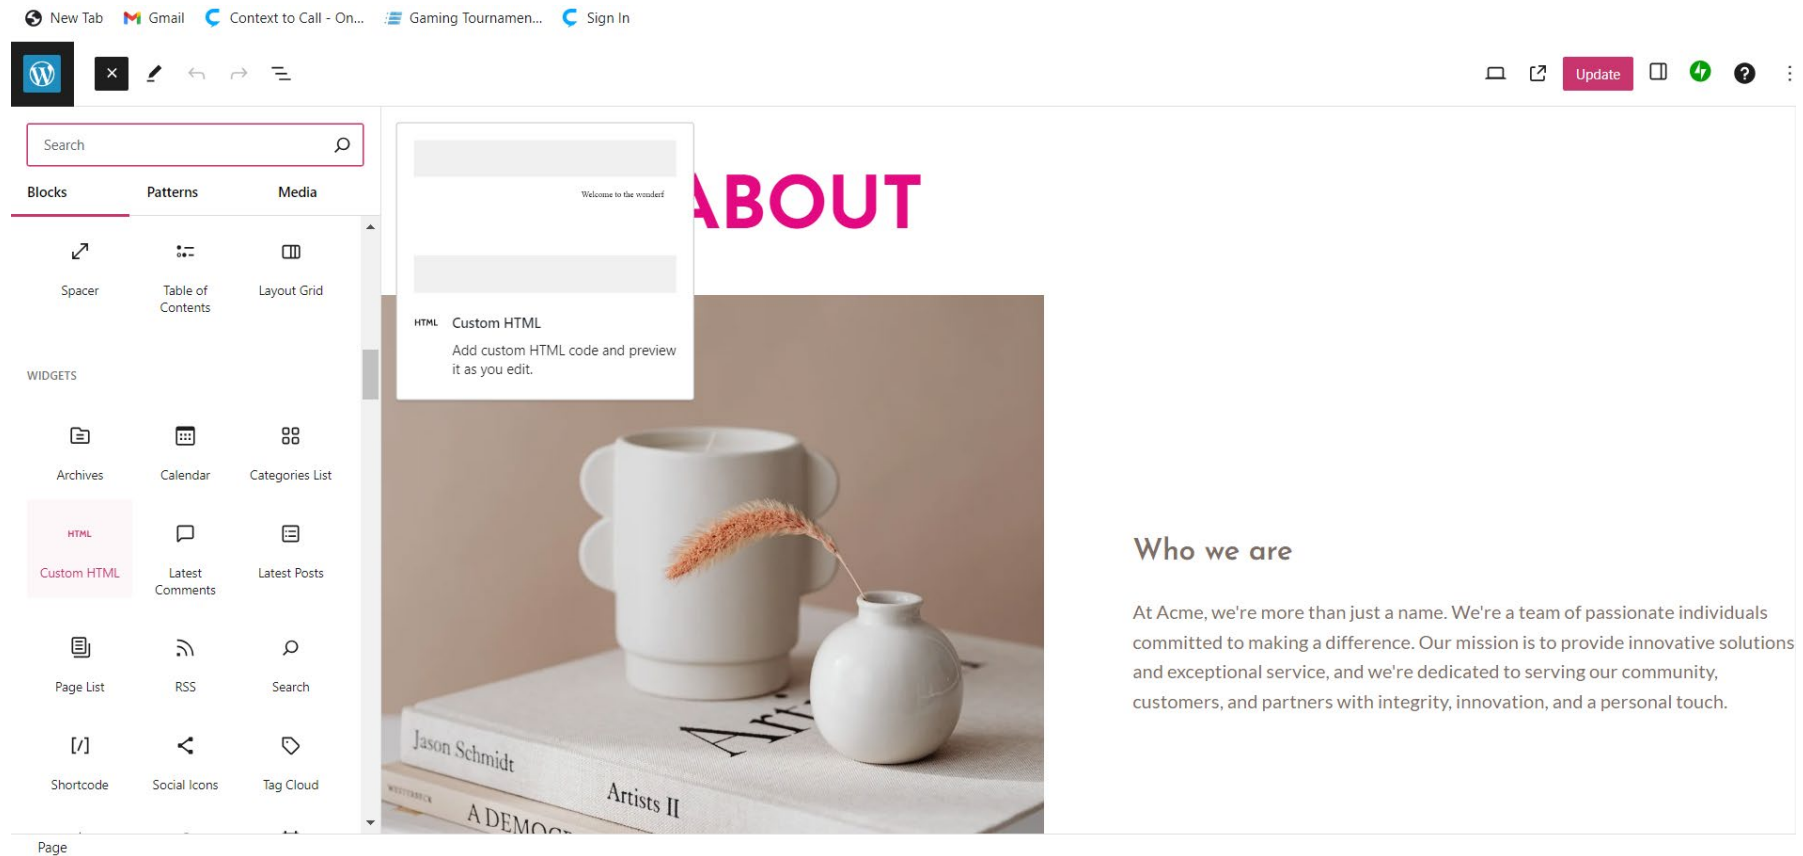 New Tab
Gmail
Context to Call - On...
Gaming Tournamen...
Sign In
Update
Search
Blocks
Patterns
Media
Spacer
Table of
Contents
Layout Grid
WIDGETS
Archives
Calendar
Categories List
HTML
Custom HTML
Latest
Comments
Latest Posts
Page List
RSS
Search
Shortcode
Social Icons
Tag Cloud
Welcome to the wonderf
HTML Custom HTML
Add custom HTML code and preview
it as you edit.
ABOUT
Jason Schmidt
Artists II
Who we are
At Acme, we're more than just a name. We're a team of passionate individuals
committed to making a difference. Our mission is to provide innovative solutions
and exceptional service, and we're dedicated to serving our community,
customers, and partners with integrity, innovation, and a personal touch.
Page